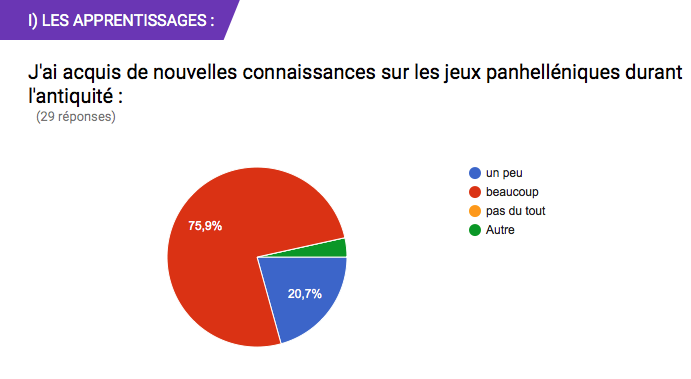 I) LES APPRENTISSAGES :
J'ai acquis de nouvelles connaissances sur les jeux panhelléniques durant
l'antiquité :
(29 réponses)
un peu
beaucoup
pas du tout
Autre
75,9%
20,7%